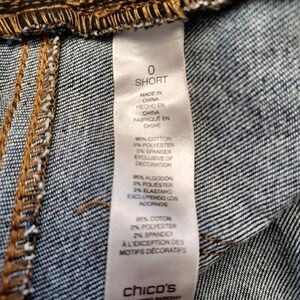 0
SHORT
MADE IN
CHINA
HECHO EN
CHINA
FABRIQUÉ EN
CHINE
95% COTTON
3% POLYESTER
2% SPANDEX
EXCLUSIVE OF
DECORATION
95% ALGODÓN
3% POLIÉSTER
2% ELASTANO
EXCLUYENDO LOS
ADORNOS
95% COTON
3% POLYESTER
2% SPANDEX
À L'EXCEPTION DES
MOTIFS DÉCORATIFS
chico's